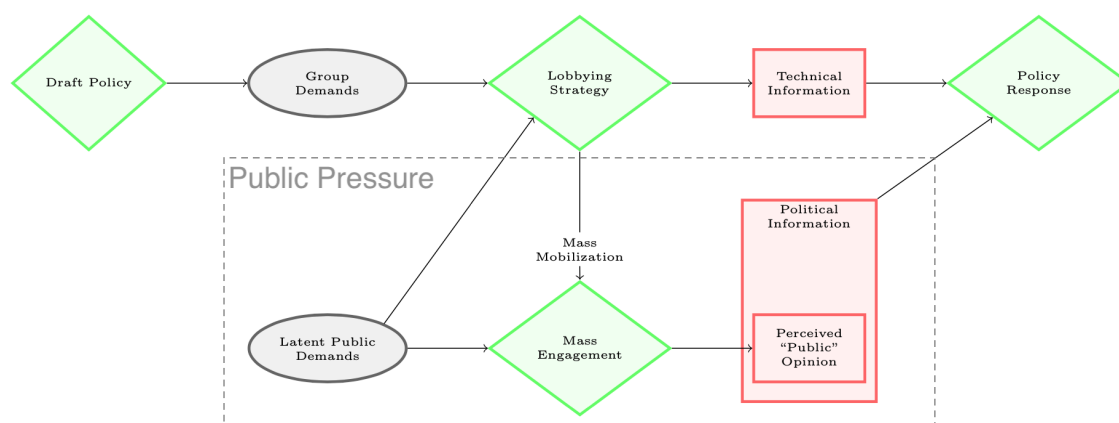 Draft Policy
Group
Demands
Lobbying
Strategy
Technical
Information
Policy
Response
Public Pressure
Political
Information
Mass
Mobilization
Latent Public
Demands
Mass
Engagement
Perceived
“Public”
Opinion